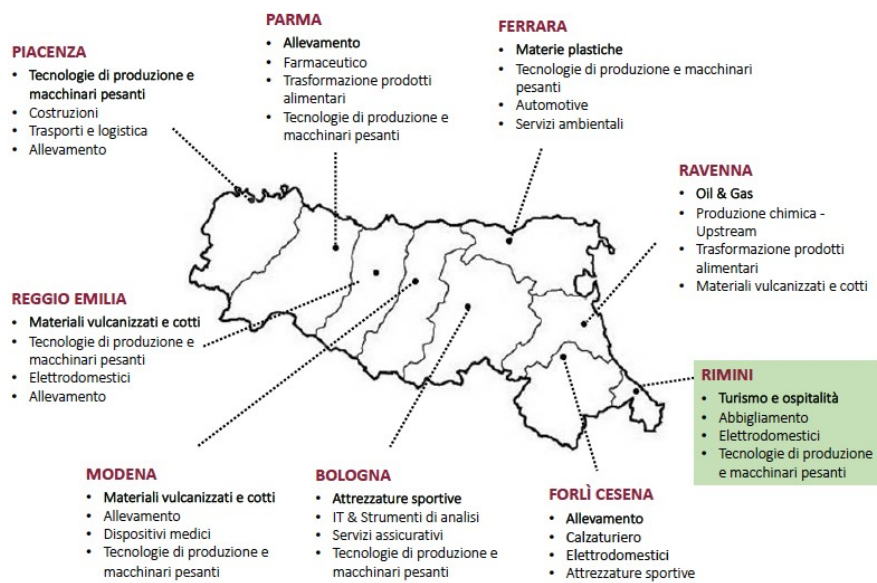 PIACENZA
• Tecnologie di produzione e
macchinari pesanti
• Costruzioni
• Trasporti e logistica
• Allevamento
PARMA
• Allevamento
• Farmaceutico
• Trasformazione prodotti
alimentari
• Tecnologie di produzione e
macchinari pesanti
FERRARA
• Materie plastiche
• Tecnologie di produzione e macchinari
pesanti
• Automotive
• Servizi ambientali
RAVENNA
• Oil & Gas
• Produzione chimica -
Upstream
• Trasformazione prodotti
alimentari
• Materiali vulcanizzati e cotti
REGGIO EMILIA
• Materiali vulcanizzati e cotti
• Tecnologie di produzione e
macchinari pesanti
• Elettrodomestici
• Allevamento
RIMINI
• Turismo e ospitalità
• Abbigliamento
• Elettrodomestici
• Tecnologie di produzione
e macchinari pesanti
MODENA
• Materiali vulcanizzati e cotti
• Allevamento
• Dispositivi medici
• Tecnologie di produzione e
macchinari pesanti
BOLOGNA
• Attrezzature sportive
• IT & Strumenti di analisi
• Servizi assicurativi
• Tecnologie di produzione e
macchinari pesanti
FORLÌ CESENA
• Allevamento
• Calzaturiero
• Elettrodomestici
• Attrezzature sportive